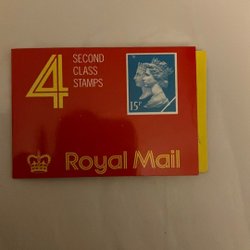 4
SECOND
CLASS
STAMPS
15P
Royal Mail